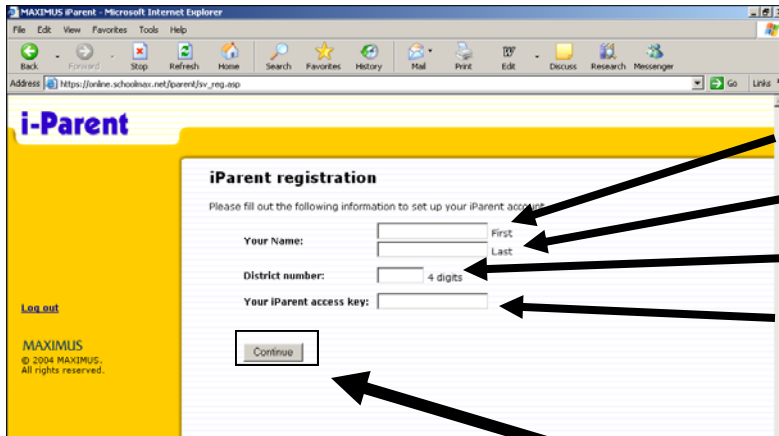 MAXIMUS iParent - Microsoft Internet Explorer
File Edit View Favorites Tools Help
Back Forward Stop Refresh Home Search Favorites History Mail Print Edit Discuss Research Messenger
Address https://online.schoolmax.net/iparent/sv_reg.asp Go Links
i-Parent
iParent registration
Please fill out the following information to set up your iParent account
Your Name:
First
Last
District number: 4 digits
Your iParent access key:
Log out
Continue
MAXIMUS
© 2004 MAXIMUS.
All rights reserved.